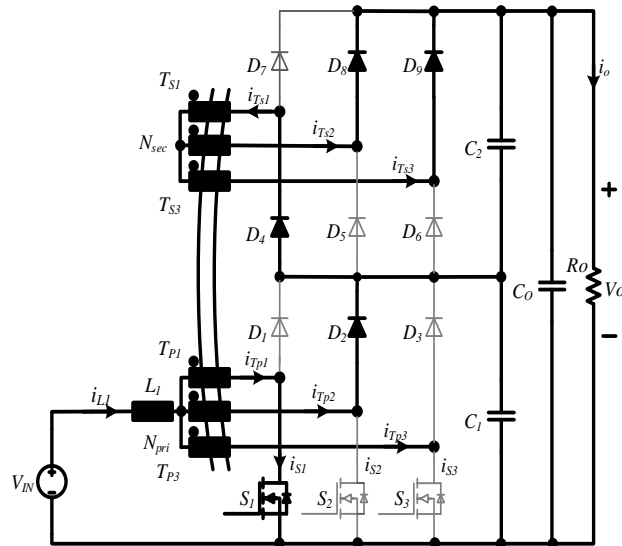 D7 D8 D9
TS1 iTs1 io
Nsec iTs2 C2
TS3 iTs3 +
D4 D5 D6 Ro
CO VO
D1 D2 D3 −
TP1 iTp1
iL1 L1 iTp2 C1
Npri iTp3
TP3 iS1 iS2 iS3
VIN + − S1 S2 S3